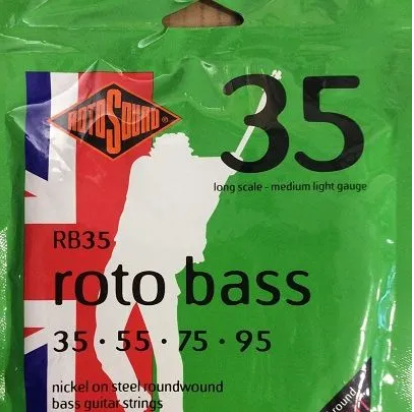 35
ROTOSOUND®
long scale - medium light gauge
RB35
roto bass
35 · 55 · 75 · 95
nickel on steel roundwound
bass guitar strings
round